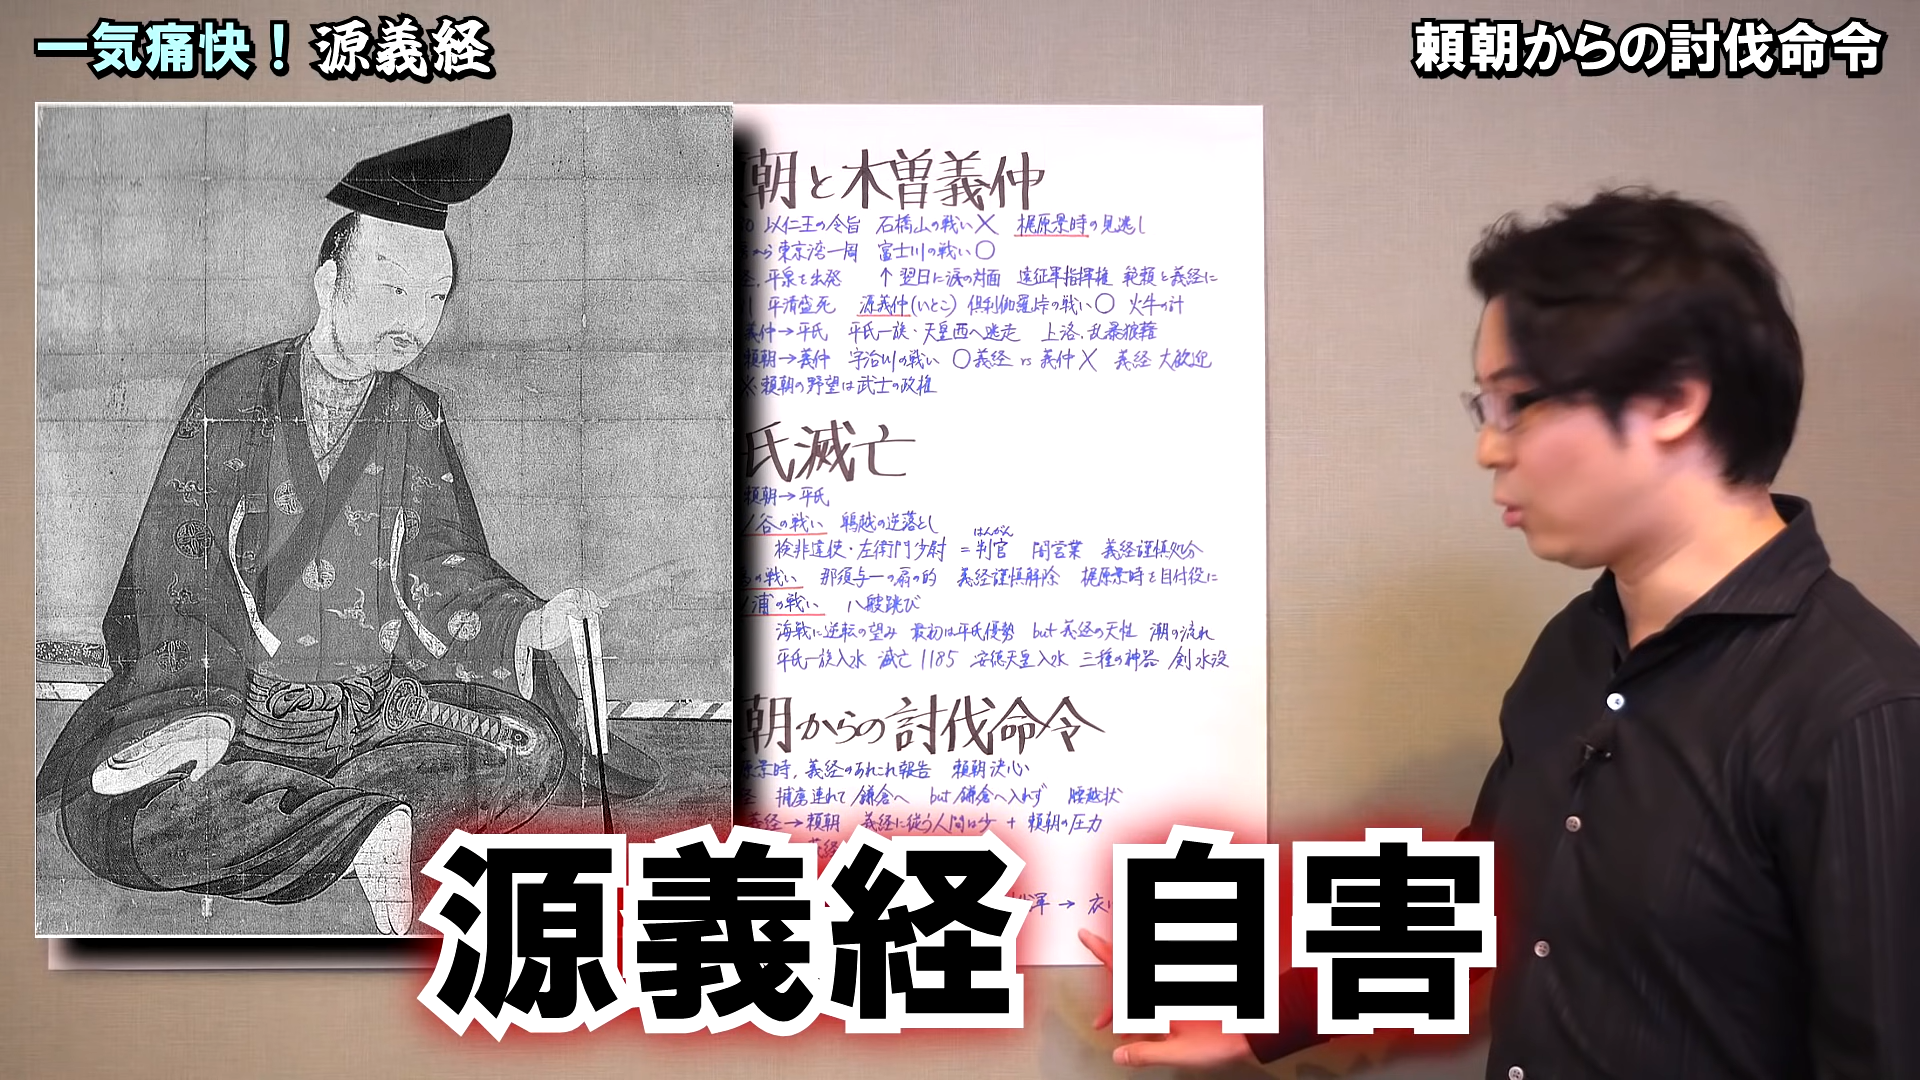 一気痛快！源義経
頼朝からの討伐命令
朝と木曽義仲
以仁王の令旨 石橋山の戦い× 梶原景時の見逃し
から東京湾一周 富士川の戦い○
平泉を出発 ↑翌日に涙の対面 遠征軍指揮権 範頼と義経に
平清盛死 源義仲(いとこ) 倶利伽羅峠の戦い○ 火牛の計
義仲→平氏 平氏一族・天皇西へ逃走 上洛、乱暴狼藉
頼朝→義仲 宇治川の戦い ○義経 vs 義仲× 義経 大歓迎
※頼朝の野望は武士の政権
氏滅亡
頼朝→平氏
ノ谷の戦い 鵯越の逆落とし
はんがん
検非違使・左衛門少尉 = 判官 間営業 義経謹慎処分
島の戦い 那須与一の扇の的 義経謹慎解除 梶原景時を目付役に
ノ浦の戦い 八艘跳び
海戦に逆転の望み 最初は平氏優勢 but 義経の天性 潮の流れ
平氏一族入水 滅亡 1185 安徳天皇入水 三種の神器 剣水没
朝からの討伐命令
原景時、義経のあれこれ報告 頼朝決心
経 捕虜連れて鎌倉へ but 鎌倉へ入れず 腰越状
義経→頼朝 義経に従う人間は少 + 頼朝の圧力
軍 → 衣
源義経 自害